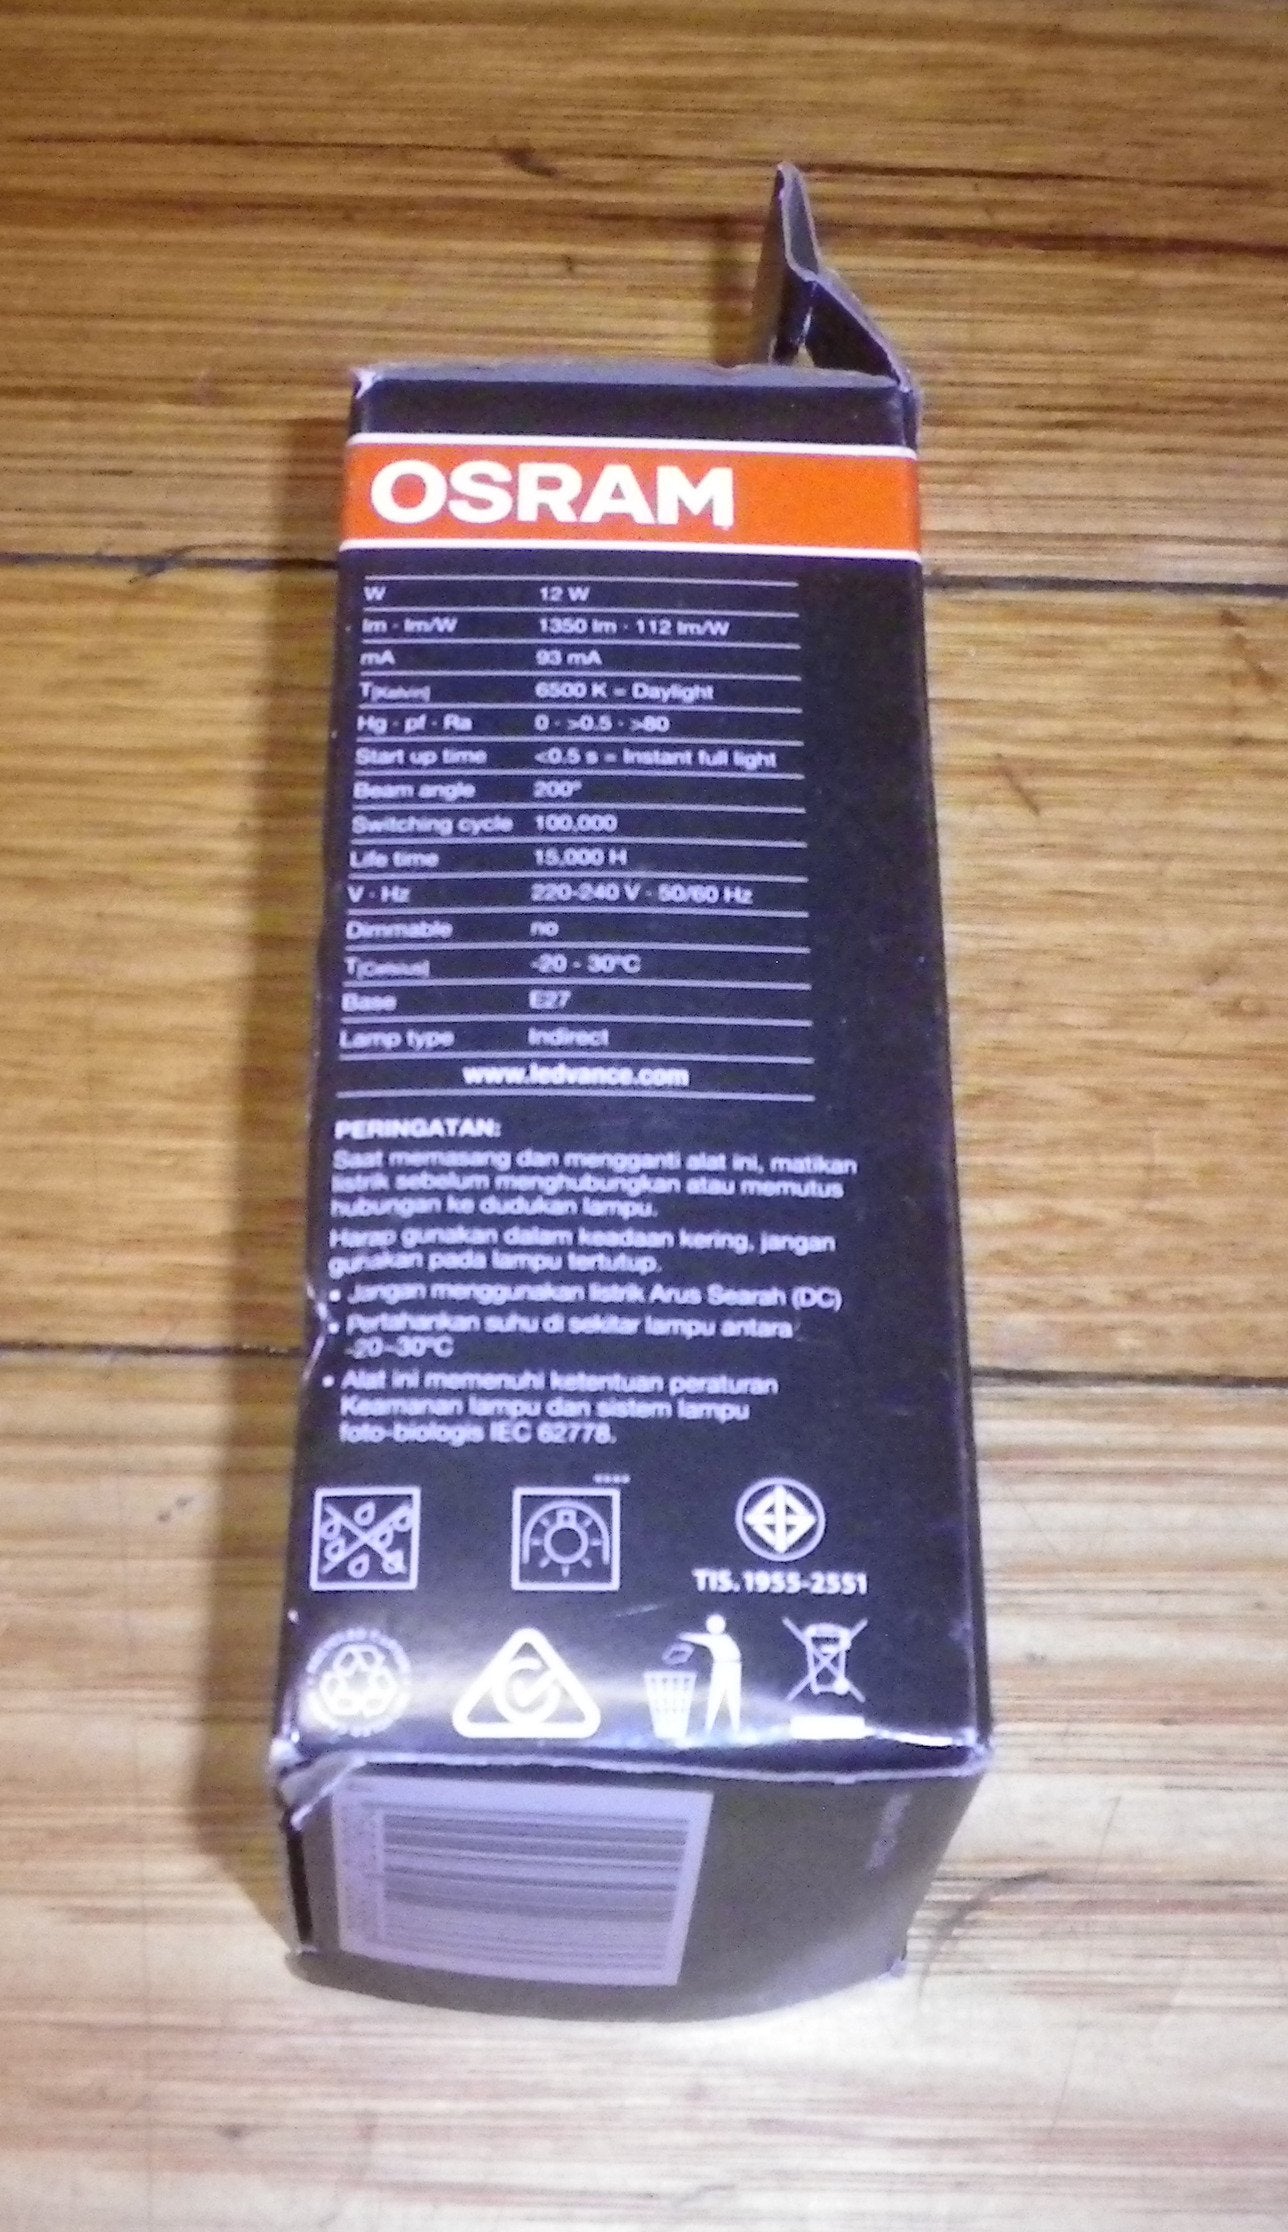 OSRAM
W 12 W
lm · lm/W 1350 lm · 112 lm/W
mA 93 mA
T[Kelvin] 6500 K = Daylight
Hg · pf · Ra 0 · >0.5 · >80
Start up time <0.5 s = Instant full light
Beam angle 200°
Switching cycle 100,000
Life time 15,000 H
V · Hz 220-240 V · 50/60 Hz
Dimmable no
T[Celsius] -20 - 30°C
Base E27
Lamp type Indirect
www.ledvance.com
PERINGATAN:
Saat memasang dan mengganti alat ini, matikan
listrik sebelum menghubungkan atau memutus
hubungan ke dudukan lampu.
Harap gunakan dalam keadaan kering, jangan
gunakan pada lampu tertutup.
• Jangan menggunakan listrik Arus Searah (DC)
• Pertahankan suhu di sekitar lampu antara
-20~30°C
• Alat ini memenuhi ketentuan peraturan
Keamanan lampu dan sistem lampu
foto-biologis IEC 62778.
TIS. 1955-2551